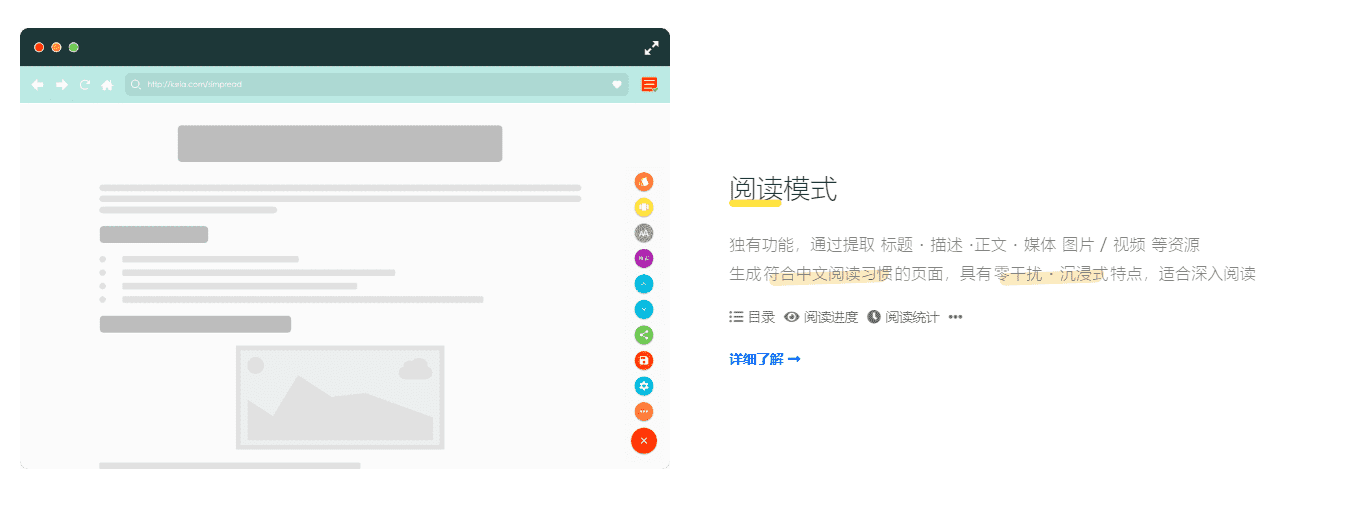 http://ksria.com/simpread
阅读模式
独有功能，通过提取 标题 · 描述 ·正文 · 媒体 图片 / 视频 等资源
生成符合中文阅读习惯的页面，具有零干扰 · 沉浸式特点，适合深入阅读
目录 阅读进度 阅读统计 •••
详细了解 →